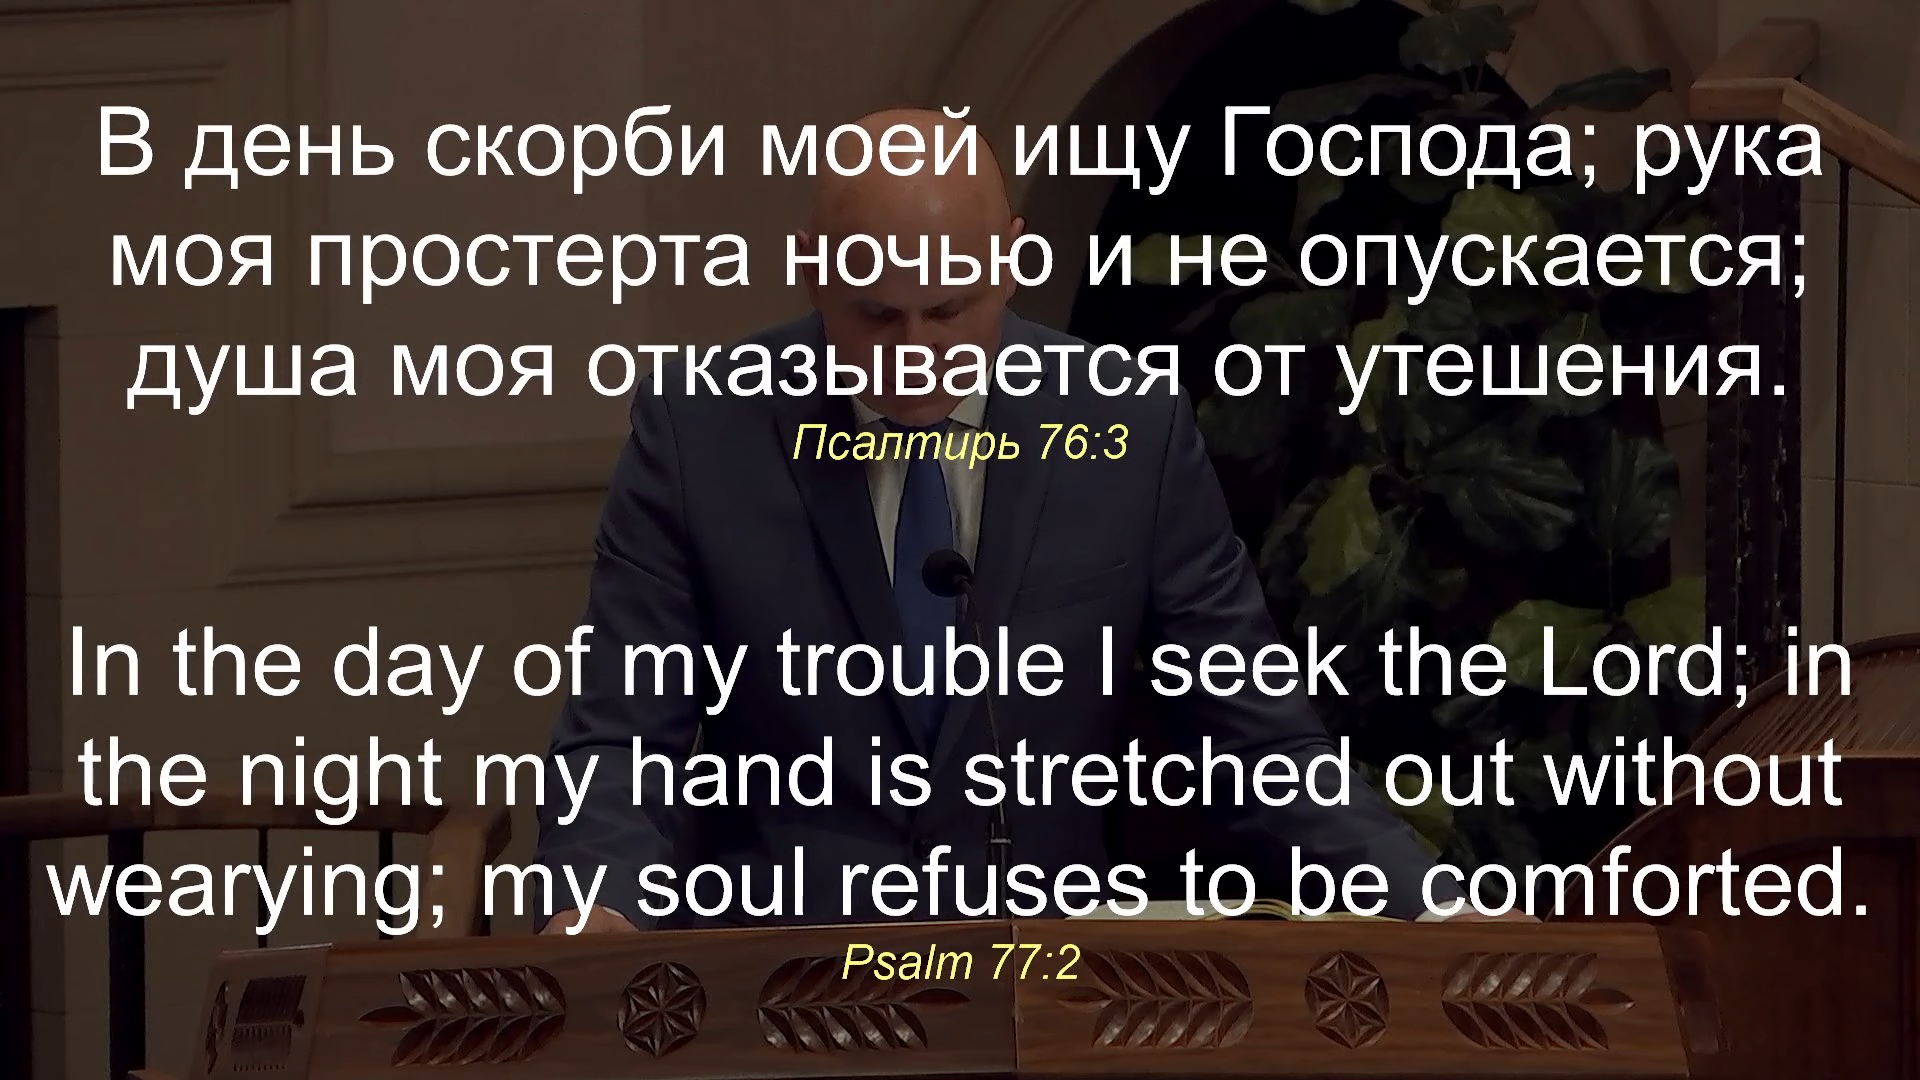 В день скорби моей ищу Господа; рука
моя простерта ночью и не опускается;
душа моя отказывается от утешения.
Псалтирь 76:3
In the day of my trouble I seek the Lord; in
the night my hand is stretched out without
wearying; my soul refuses to be comforted.
Psalm 77:2